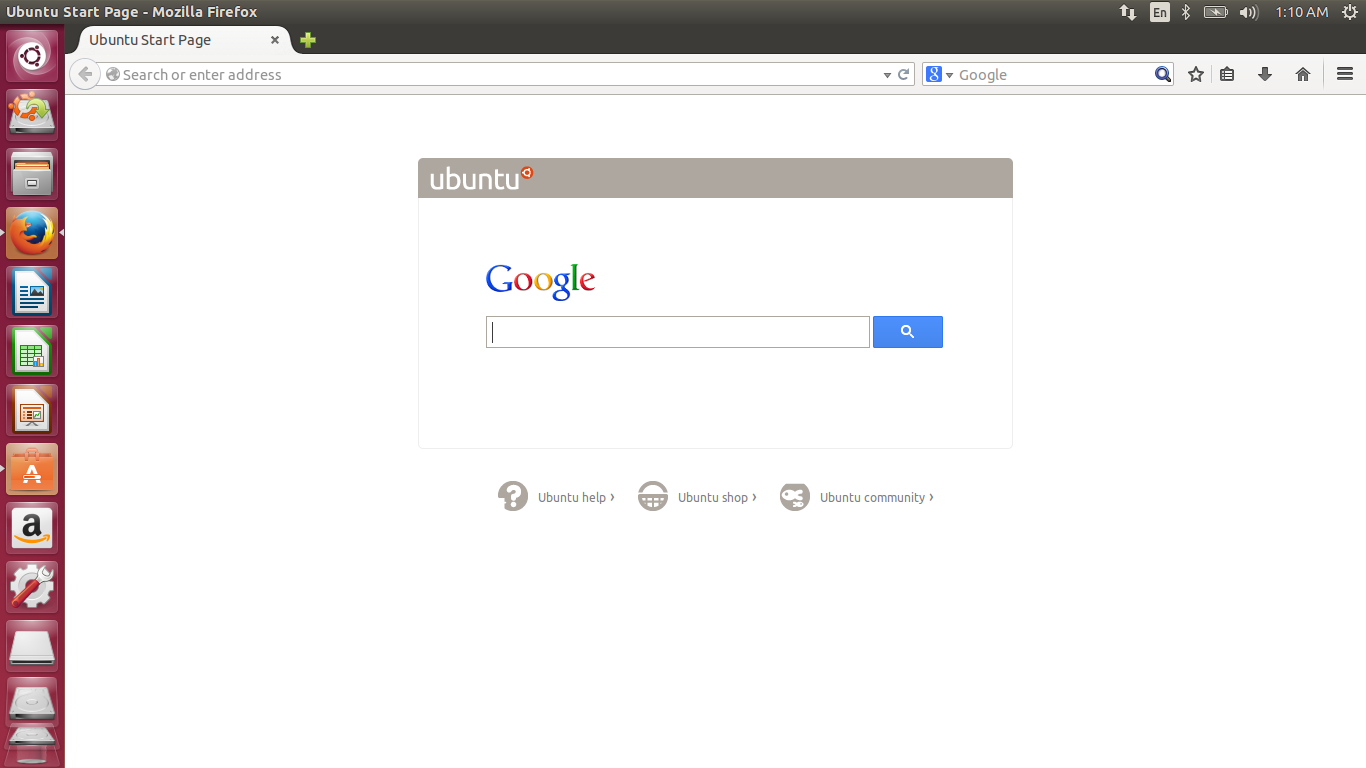 Ubuntu Start Page - Mozilla Firefox
En
1:10 AM
Ubuntu Start Page
Search or enter address
Google
ubuntu
Google
Ubuntu help ›
Ubuntu shop ›
Ubuntu community ›